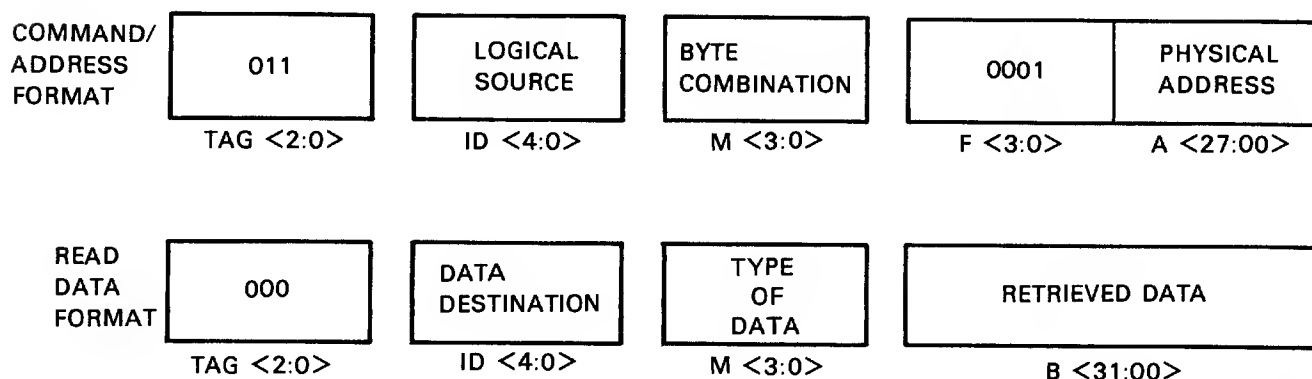 COMMAND/
ADDRESS
FORMAT
011
LOGICAL
SOURCE
BYTE
COMBINATION
0001
PHYSICAL
ADDRESS
TAG <2:0>
ID <4:0>
M <3:0>
F <3:0>
A <27:00>
READ
DATA
FORMAT
000
DATA
DESTINATION
TYPE
OF
DATA
RETRIEVED DATA
TAG <2:0>
ID <4:0>
M <3:0>
B <31:00>